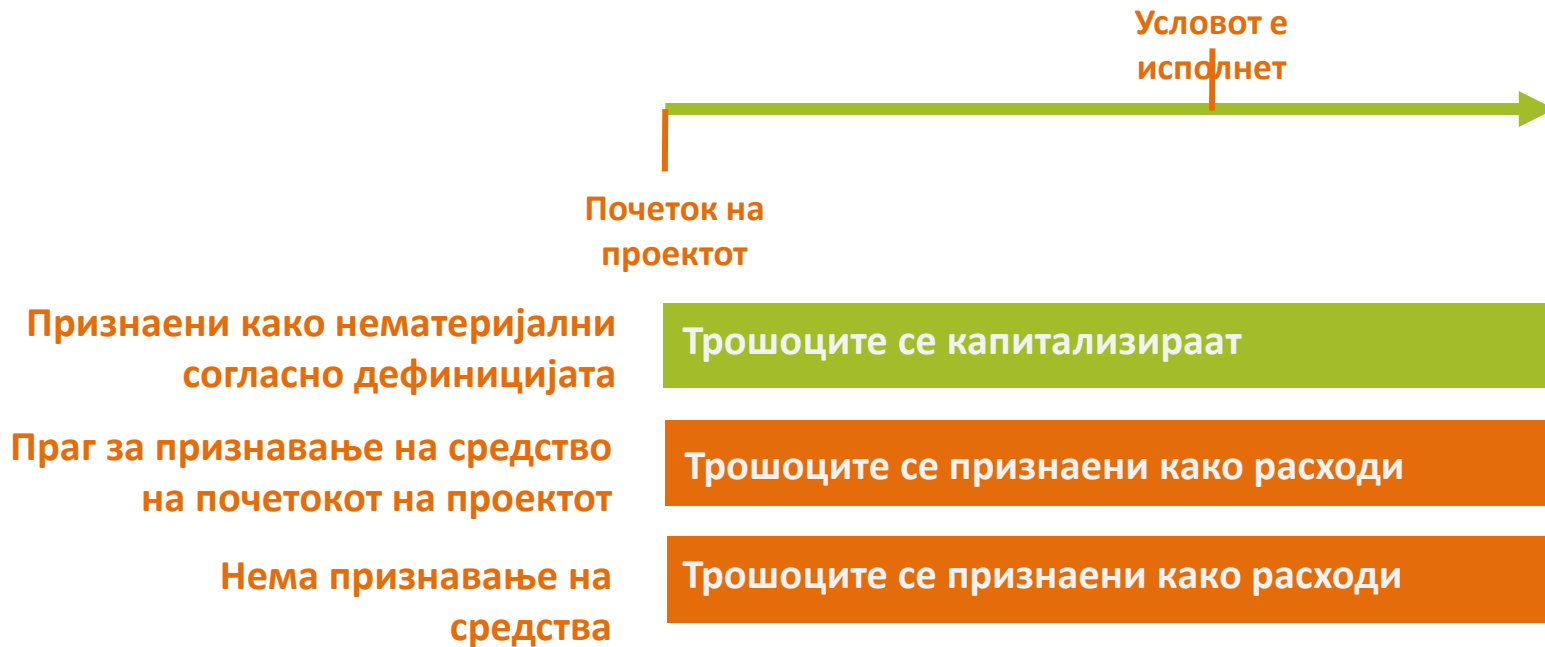 Условот е
исполнет
Почеток на
проектот
Признаени како нематеријални
согласно дефиницијата
Трошоците се капитализираат
Праг за признавање на средство
на почетокот на проектот
Трошоците се признаени како расходи
Нема признавање на
средства
Трошоците се признаени како расходи